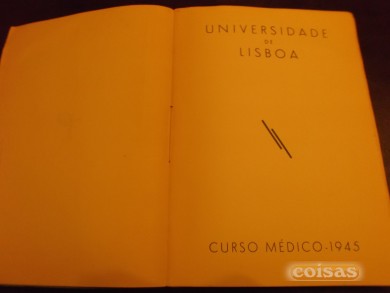 UNIVERSIDADE
DE
LISBOA
CURSO MÉDICO-1945
coisas